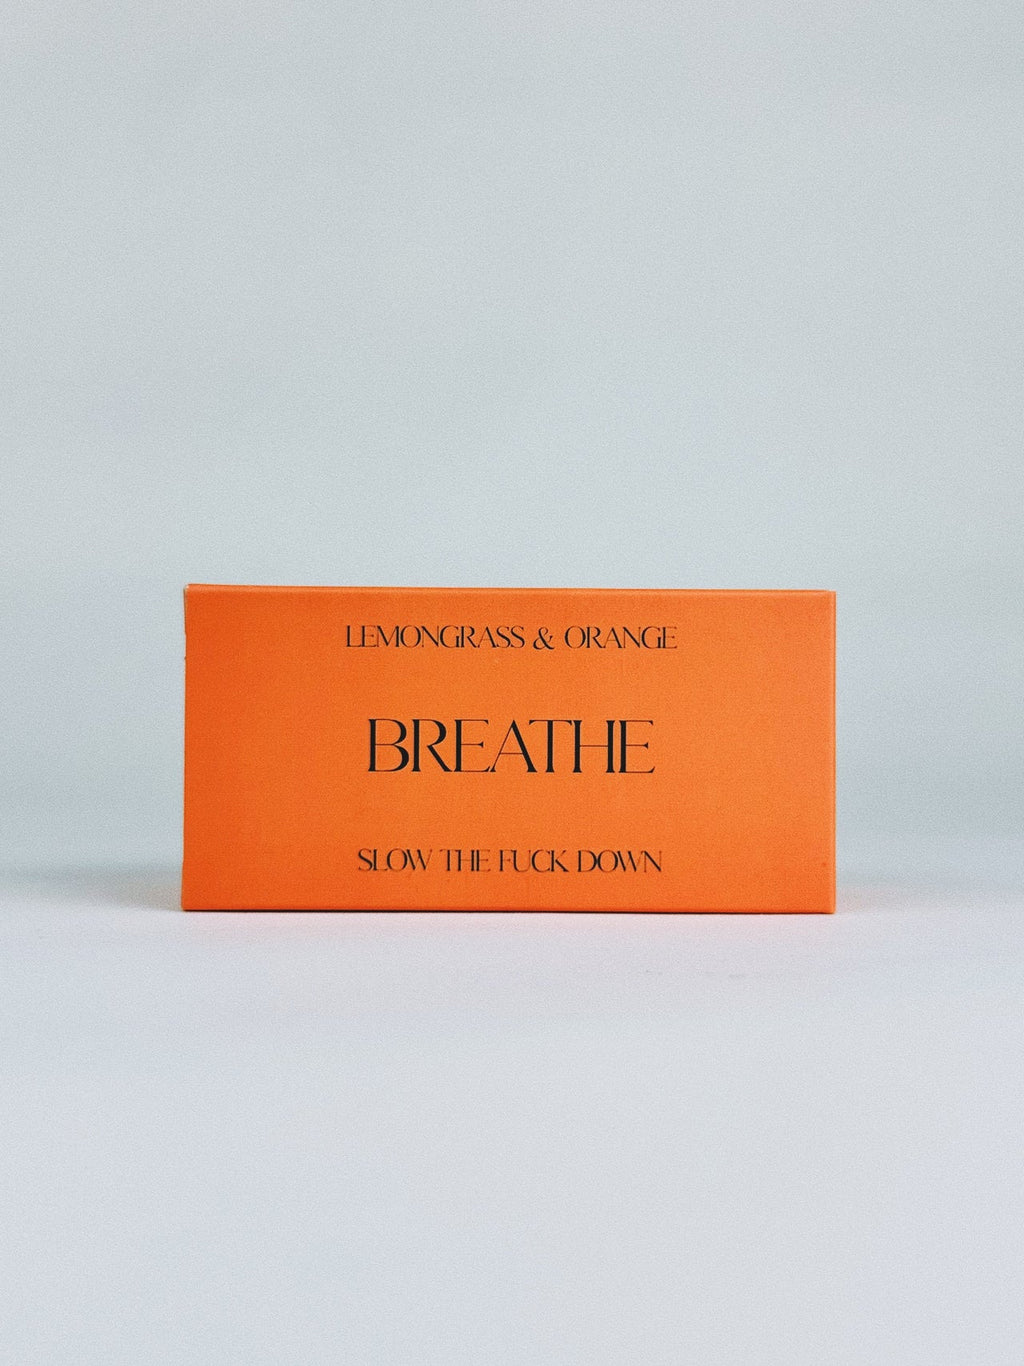 LEMONGRASS & ORANGE
BREATHE
SLOW THE FUCK DOWN